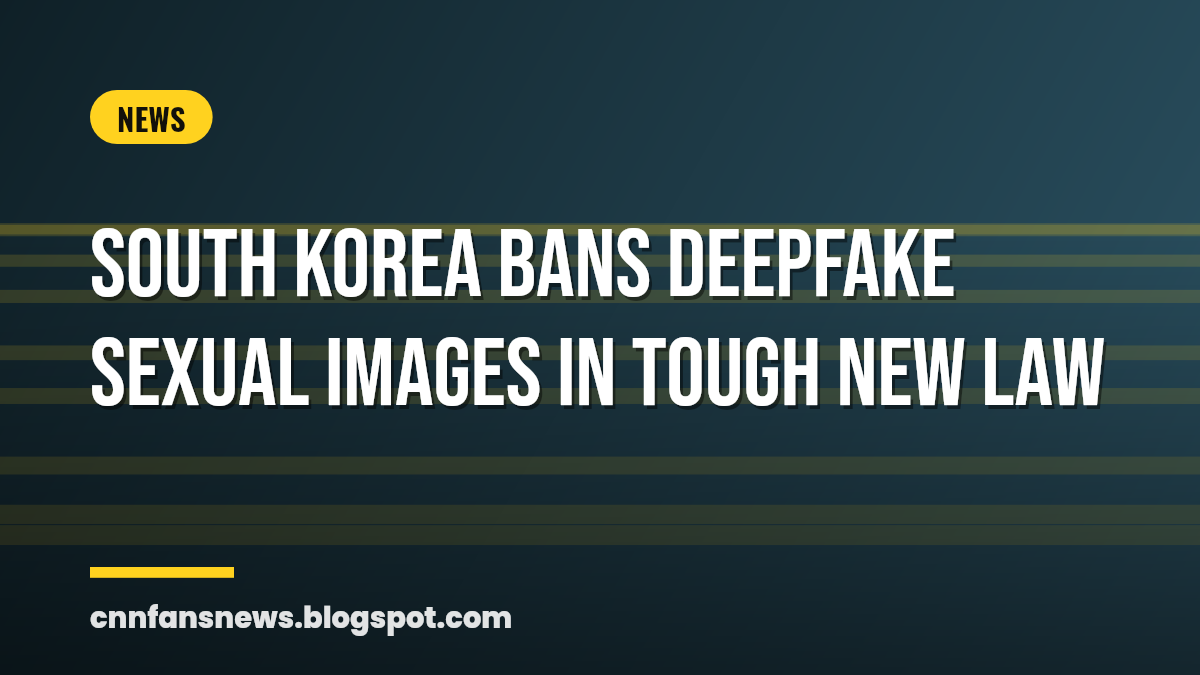 NEWS
SOUTH KOREA BANS DEEPFAKE
SEXUAL IMAGES IN TOUGH NEW LAW
cnnfansnews.blogspot.com